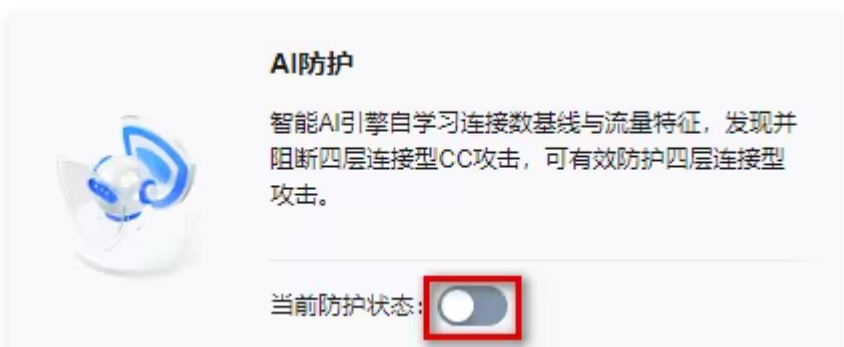 AI防护
智能AI引擎自学习连接数基线与流量特征，发现并
阻断四层连接型CC攻击，可有效防护四层连接型
攻击。
当前防护状态：